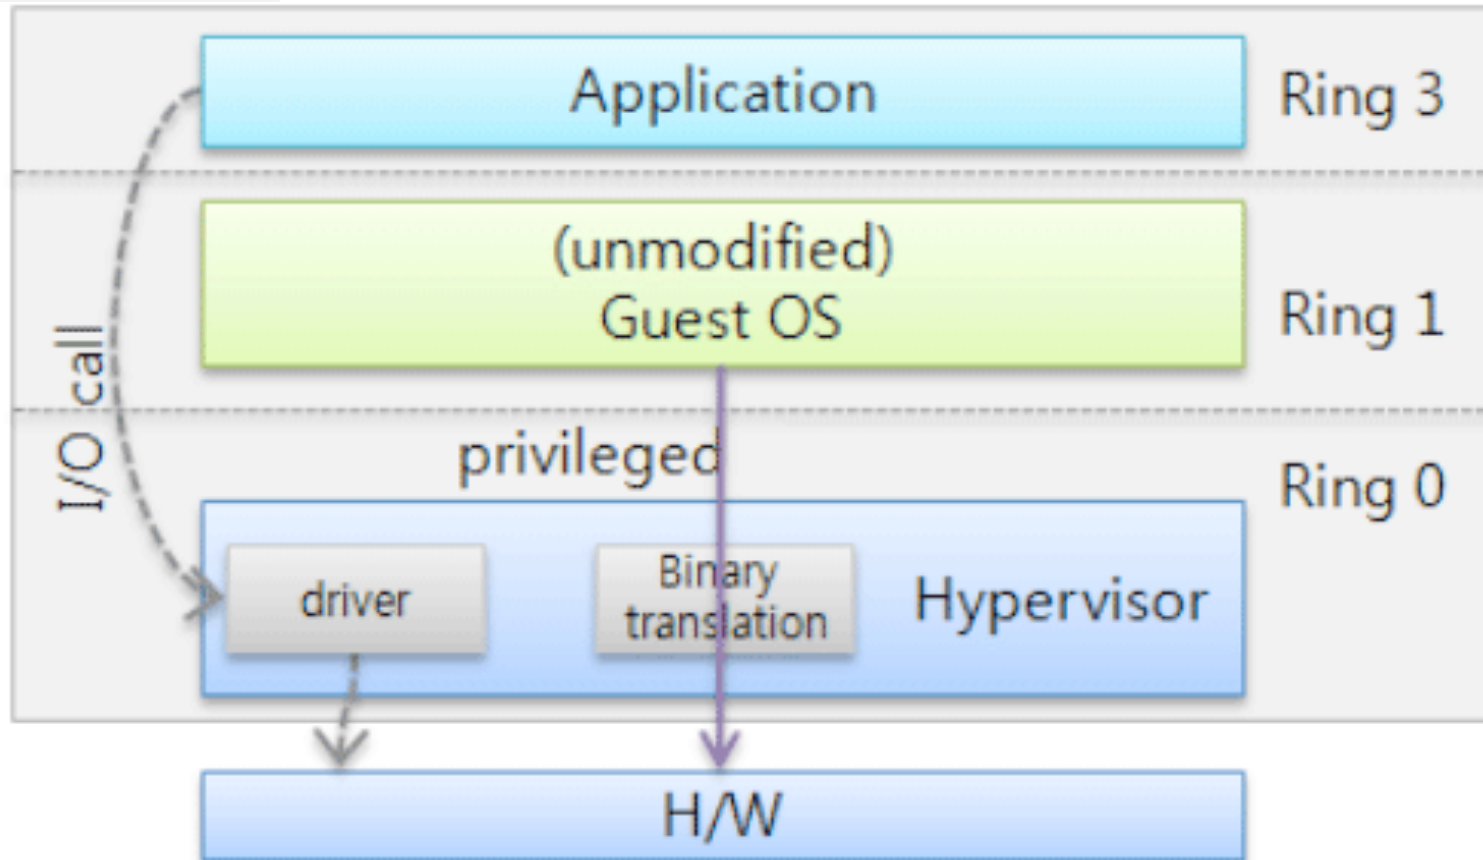 Application
Ring 3
(unmodified)
Guest OS
Ring 1
I/O call
privileged
Ring 0
driver
Binary
translation
Hypervisor
H/W